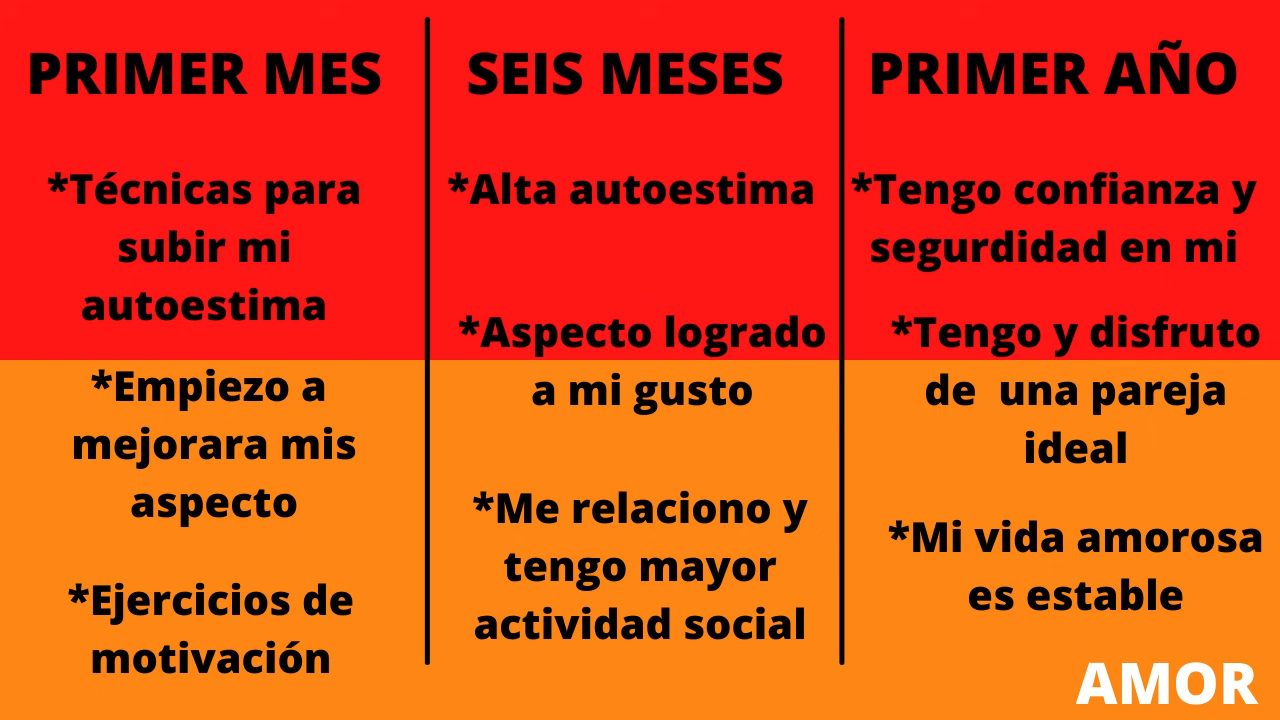 PRIMER MES
*Técnicas para
subir mi
autoestima
*Empiezo a
mejorara mis
aspecto
*Ejercicios de
motivación
SEIS MESES
*Alta autoestima
*Aspecto logrado
a mi gusto
*Me relaciono y
tengo mayor
actividad social
PRIMER AÑO
*Tengo confianza y
segurdidad en mi
*Tengo y disfruto
de una pareja
ideal
*Mi vida amorosa
es estable
AMOR